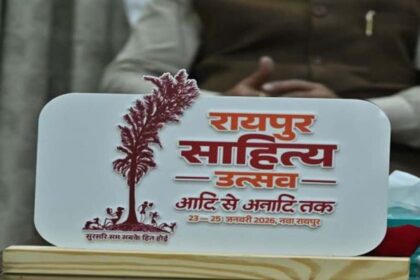 रायपुर
साहित्य
उत्सव
आदि से अनादि तक
23 — 25 जनवरी 2026, नवा रायपुर
सुरसरि सम सबके हित होई